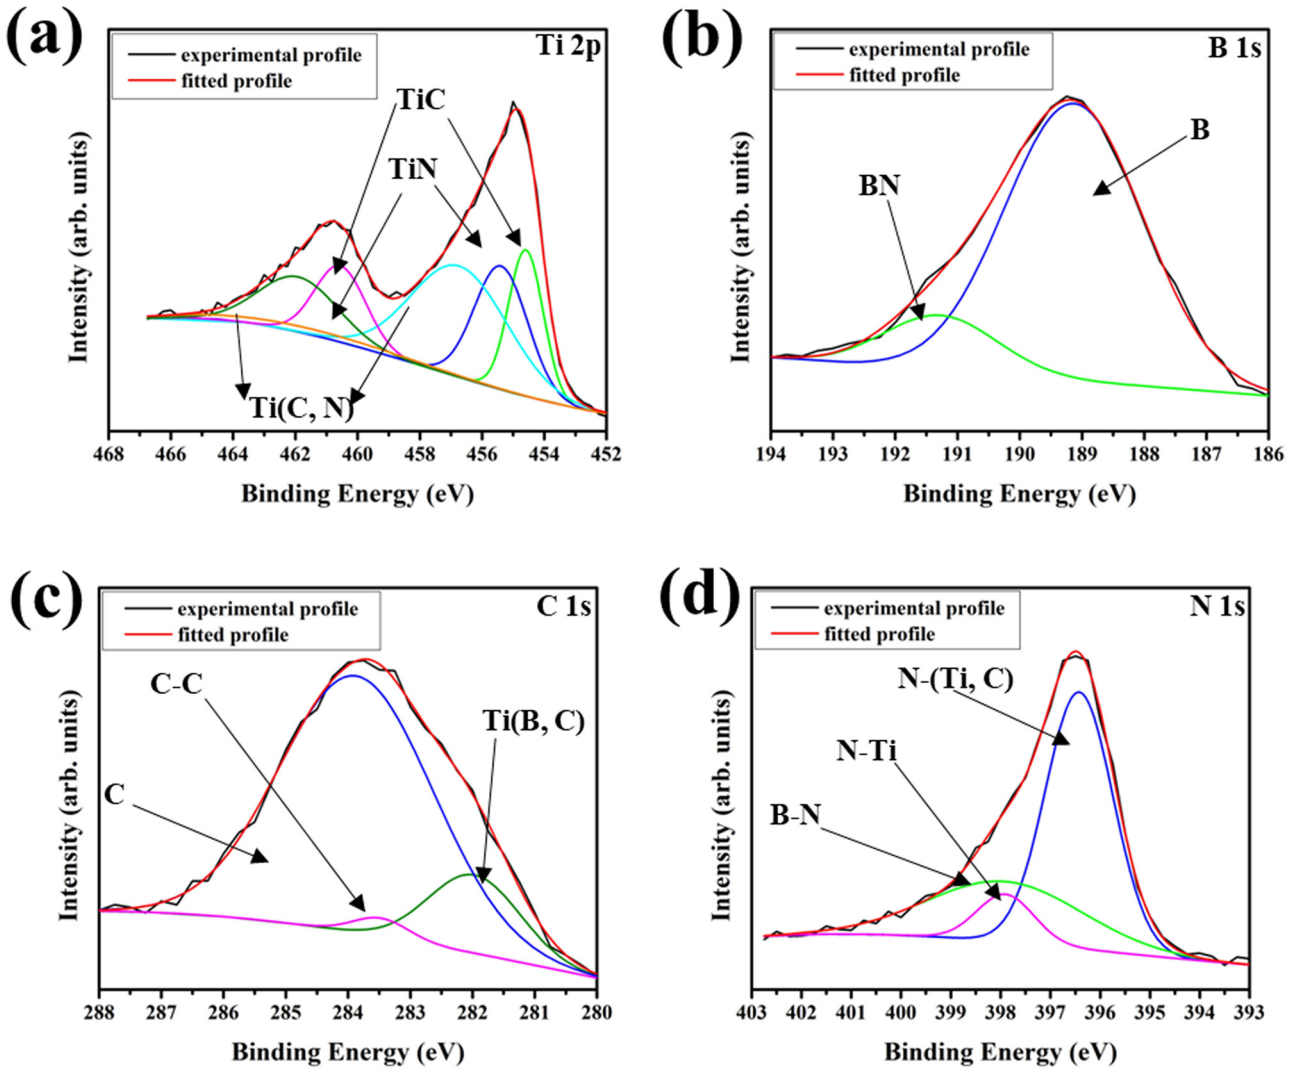 (a)
Ti 2p
experimental profile
fitted profile
TiC
TiN
Ti(C, N)
Intensity (arb. units)
468 466 464 462 460 458 456 454 452
Binding Energy (eV)
(b)
B 1s
experimental profile
fitted profile
B
BN
Intensity (arb. units)
194 193 192 191 190 189 188 187 186
Binding Energy (eV)
(c)
C 1s
experimental profile
fitted profile
C-C
Ti(B, C)
C
Intensity (arb. units)
288 287 286 285 284 283 282 281 280
Binding Energy (eV)
(d)
N 1s
experimental profile
fitted profile
N-(Ti, C)
N-Ti
B-N
Intensity (arb. units)
403 402 401 400 399 398 397 396 395 394 393
Binding Energy (eV)